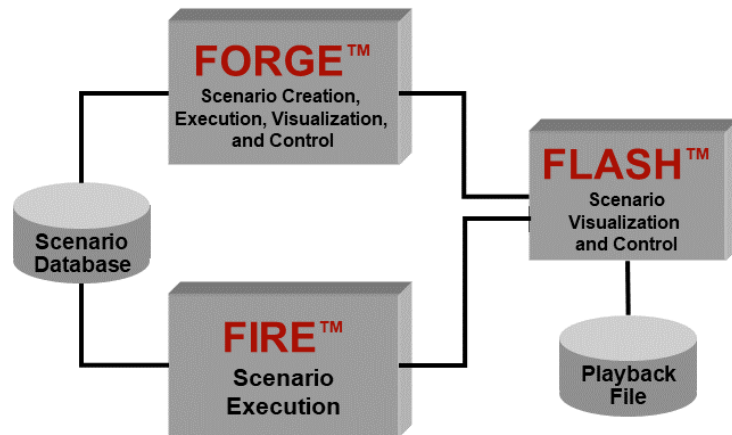 FORGE™
Scenario Creation,
Execution, Visualization,
and Control
FLASH™
Scenario
Visualization
and Control
Scenario
Database
FIRE™
Scenario
Execution
Playback
File